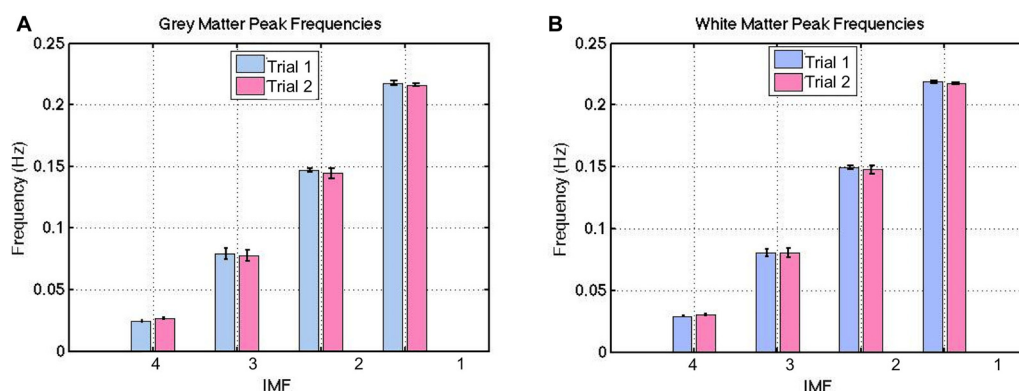 A
Grey Matter Peak Frequencies
0.25
0.2
0.15
0.1
0.05
0
Frequency (Hz)
Trial 1
Trial 2
4 3 2 1
IMF
B
White Matter Peak Frequencies
0.25
0.2
0.15
0.1
0.05
0
Frequency (Hz)
Trial 1
Trial 2
4 3 2 1
IMF